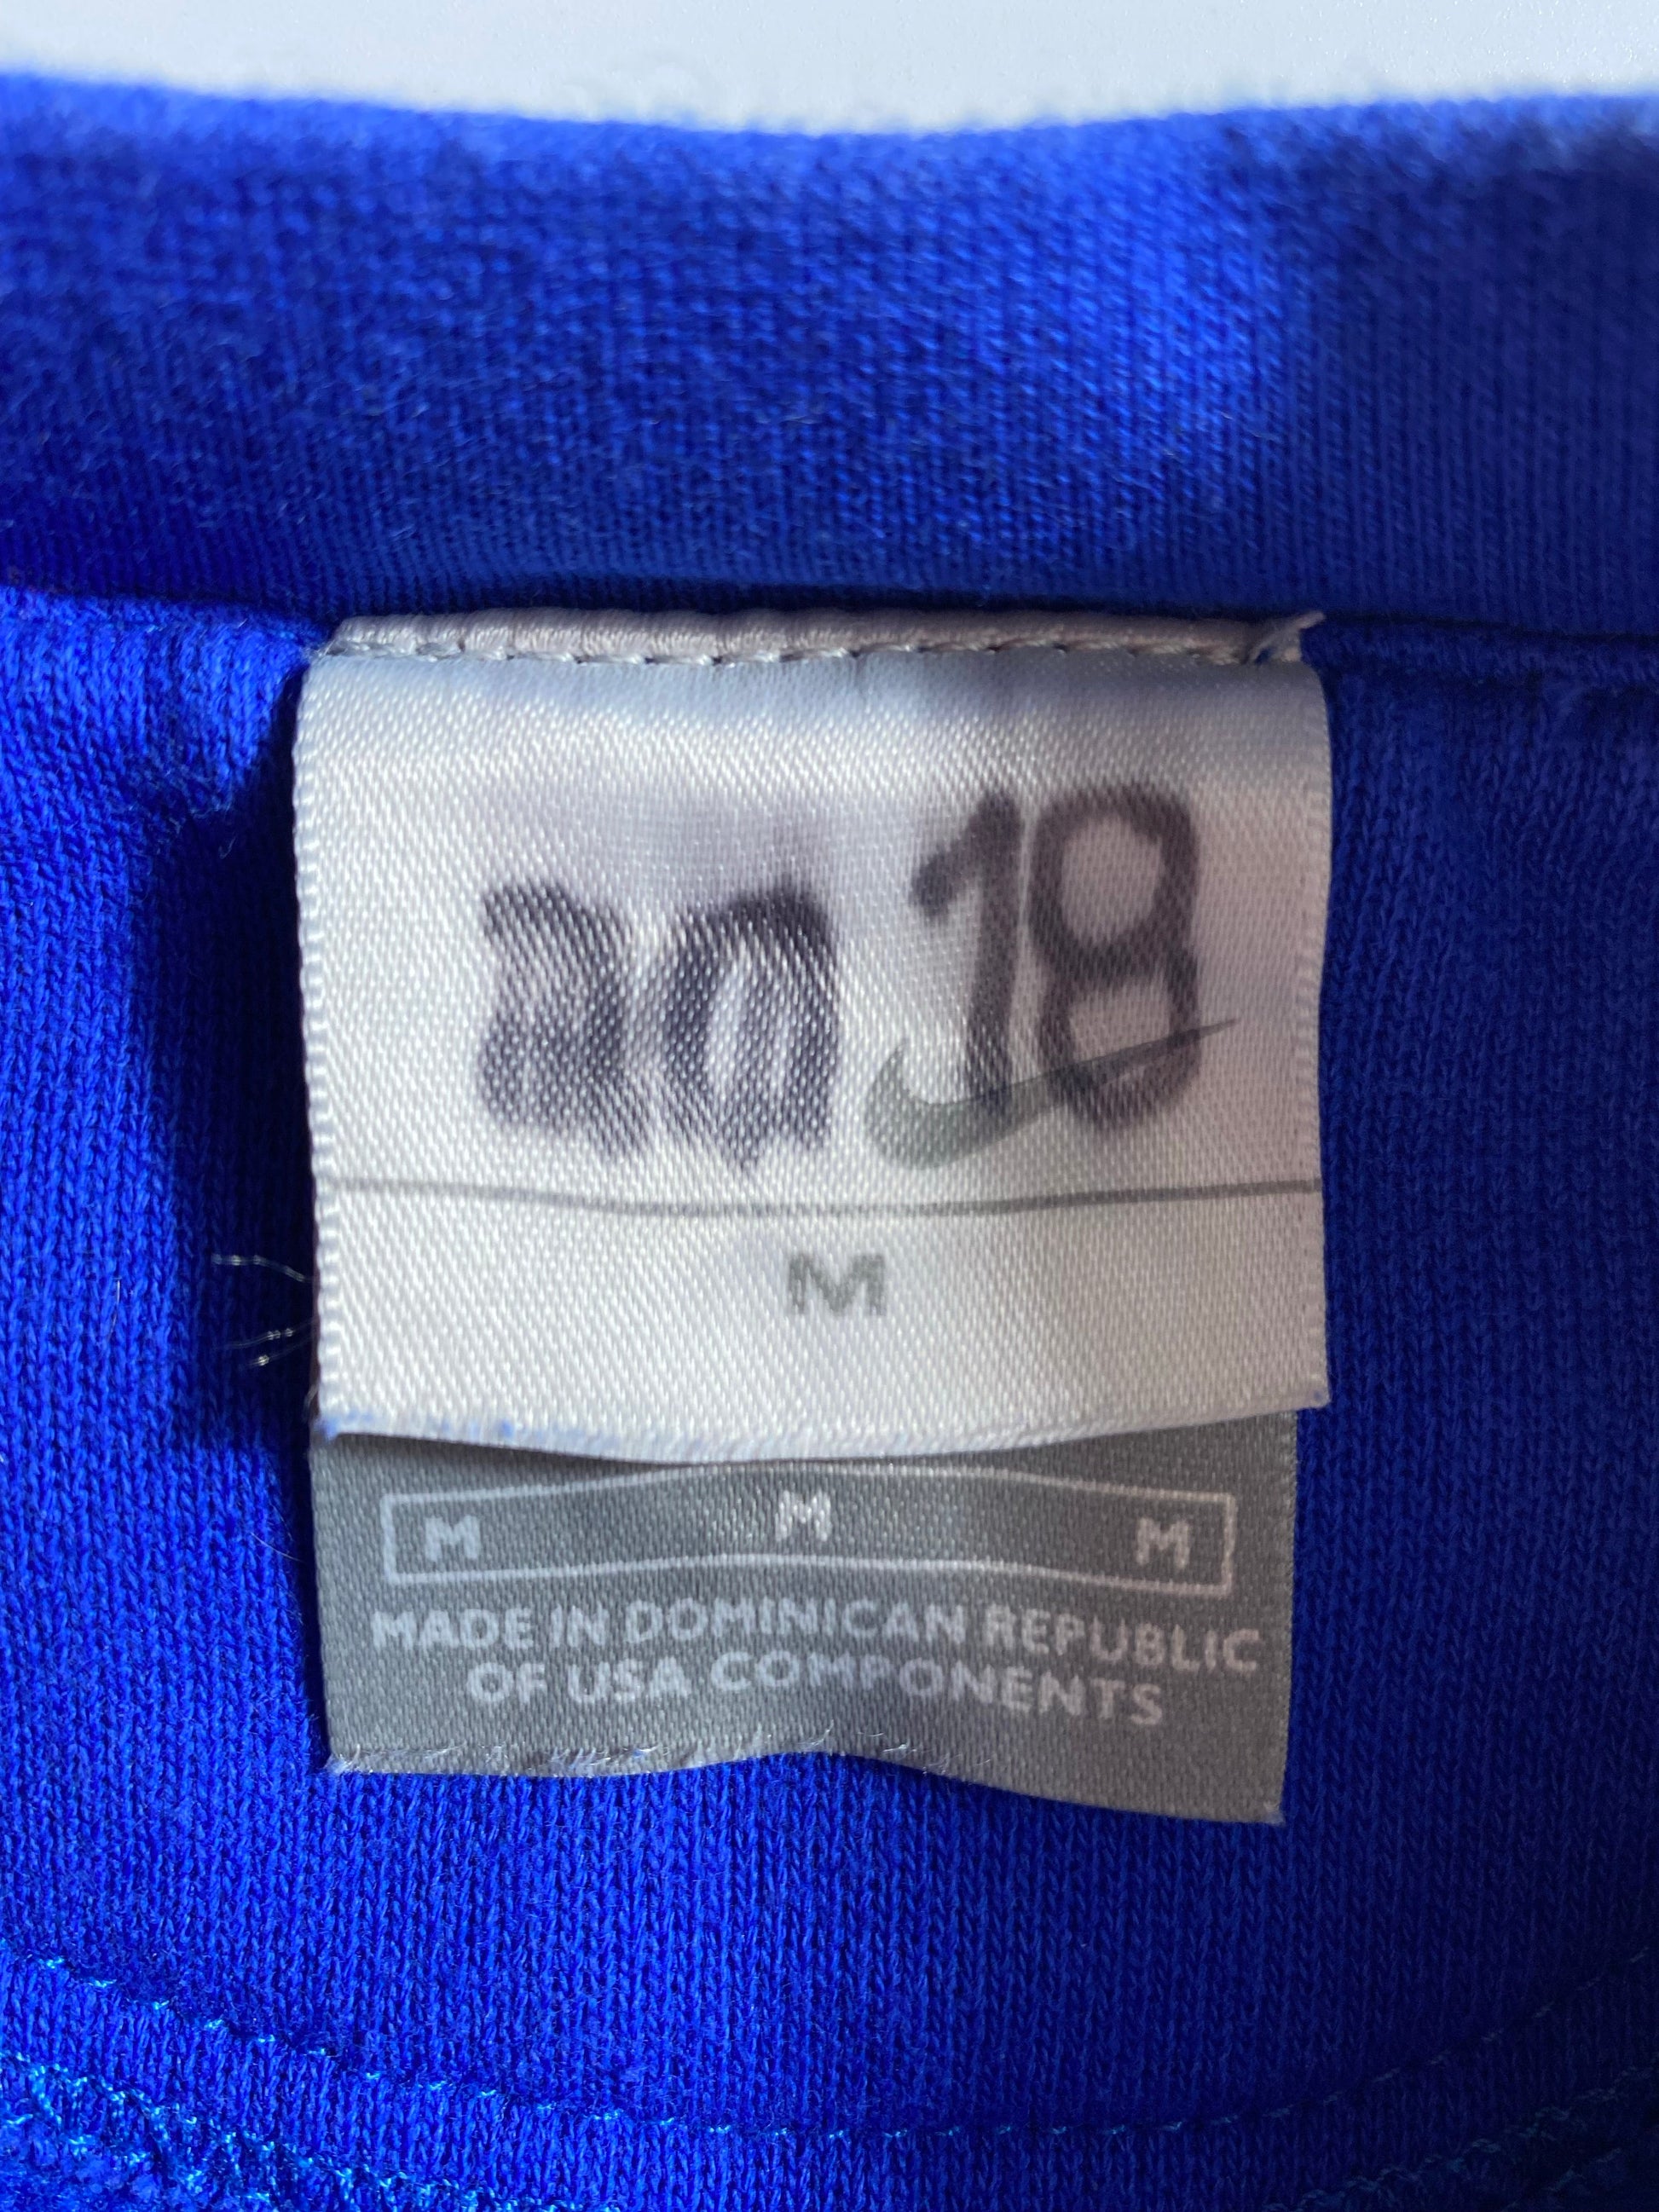 18
M
M M M
MADE IN DOMINICAN REPUBLIC
OF USA COMPONENTS